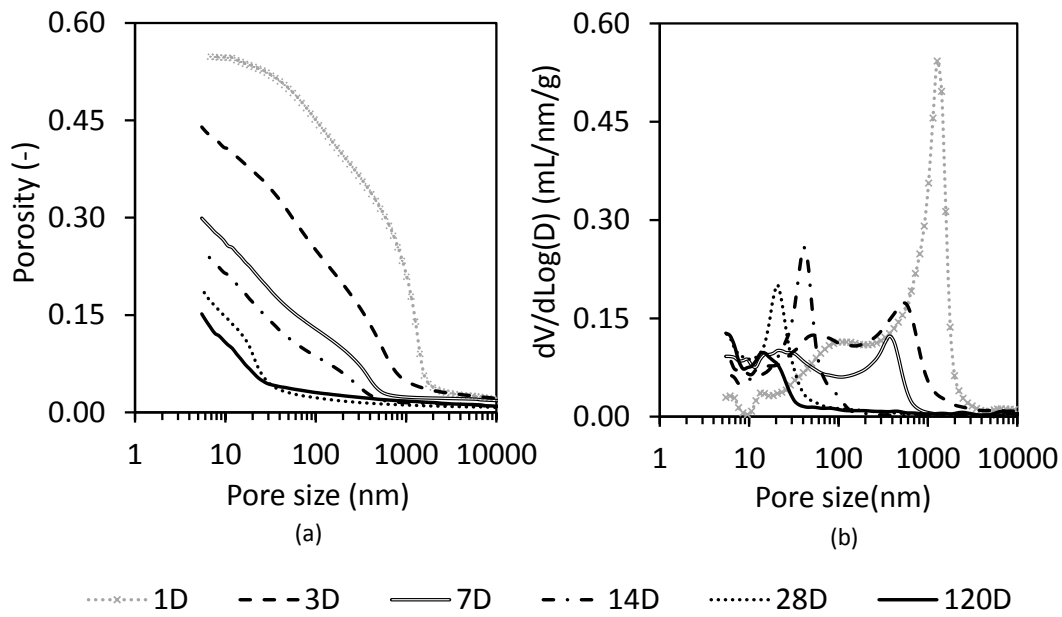 Porosity (-)
0.60
0.45
0.30
0.15
0.00
1 10 100 1000 10000
Pore size (nm)
(a)
dV/dLog(D) (mL/nm/g)
0.60
0.45
0.30
0.15
0.00
1 10 100 1000 10000
Pore size(nm)
(b)
1D 3D 7D 14D 28D 120D